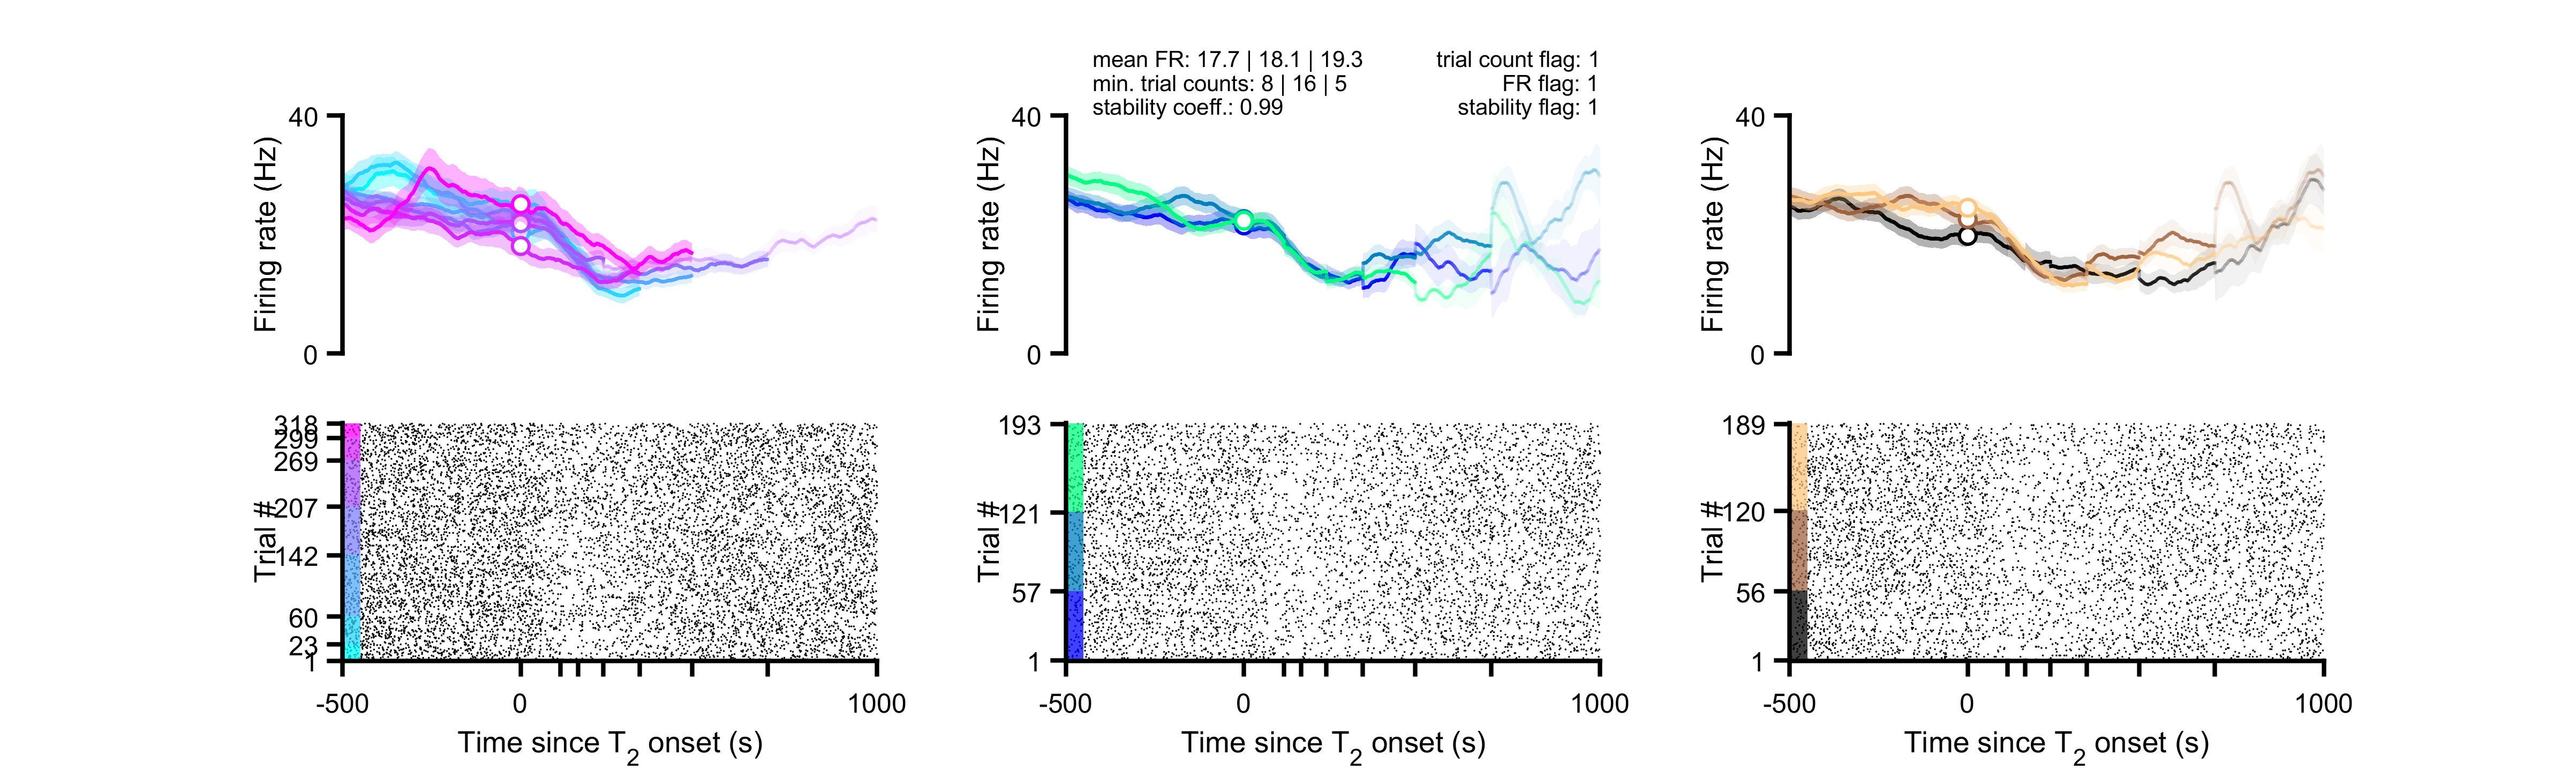 mean FR: 17.7 | 18.1 | 19.3
min. trial counts: 8 | 16 | 5
stability coeff.: 0.99
trial count flag: 1
FR flag: 1
stability flag: 1
40
Firing rate (Hz)
0
40
Firing rate (Hz)
0
40
Firing rate (Hz)
0
318
299
269
207
142
60
23
1
Trial #
-500
0
1000
Time since T2 onset (s)
193
121
57
1
Trial #
-500
0
1000
Time since T2 onset (s)
189
120
56
1
Trial #
-500
0
1000
Time since T2 onset (s)